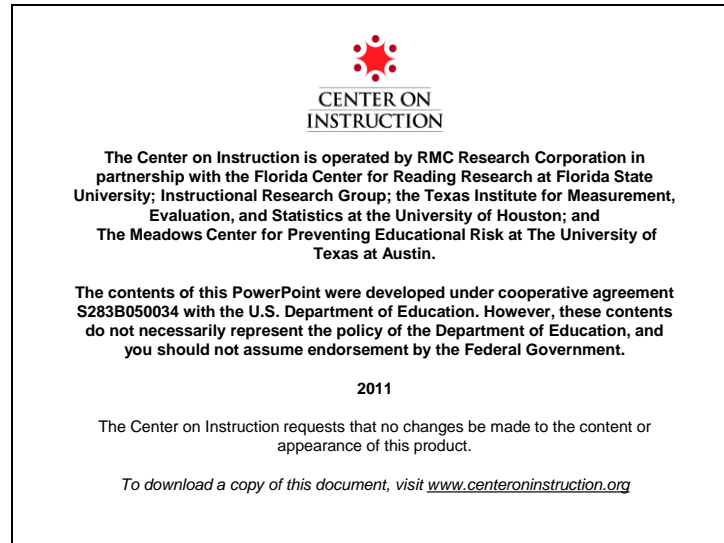 CENTER ON
INSTRUCTION
The Center on Instruction is operated by RMC Research Corporation in
partnership with the Florida Center for Reading Research at Florida State
University; Instructional Research Group; the Texas Institute for Measurement,
Evaluation, and Statistics at the University of Houston; and
The Meadows Center for Preventing Educational Risk at The University of
Texas at Austin.
The contents of this PowerPoint were developed under cooperative agreement
S283B050034 with the U.S. Department of Education. However, these contents
do not necessarily represent the policy of the Department of Education, and
you should not assume endorsement by the Federal Government.
2011
The Center on Instruction requests that no changes be made to the content or
appearance of this product.
To download a copy of this document, visit www.centeroninstruction.org